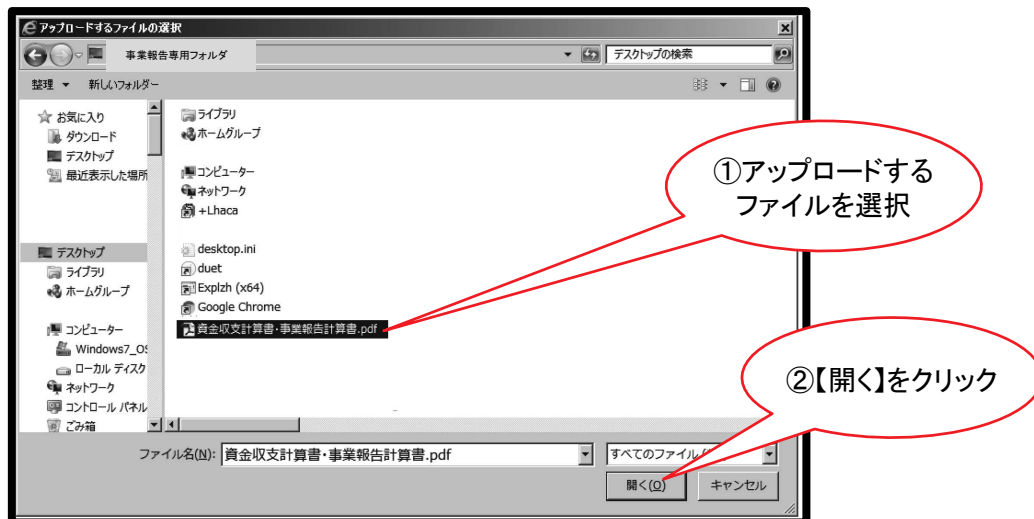 アップロードするファイルの選択
事業報告専用フォルダ
デスクトップの検索
整理 新しいフォルダー
お気に入り
ダウンロード
デスクトップ
最近表示した場所
デスクトップ
ライブラリ
ホームグループ
コンピューター
Windows7_OS
ローカル ディスク
ネットワーク
コントロール パネル
ごみ箱
ライブラリ
ホームグループ
コンピューター
ネットワーク
+Lhaca
desktop.ini
duet
Explzh (x64)
Google Chrome
資金収支計算書・事業報告計算書.pdf
①アップロードする
ファイルを選択
②【開く】をクリック
ファイル名(N): 資金収支計算書・事業報告計算書.pdf
すべてのファイル
開く(O) キャンセル